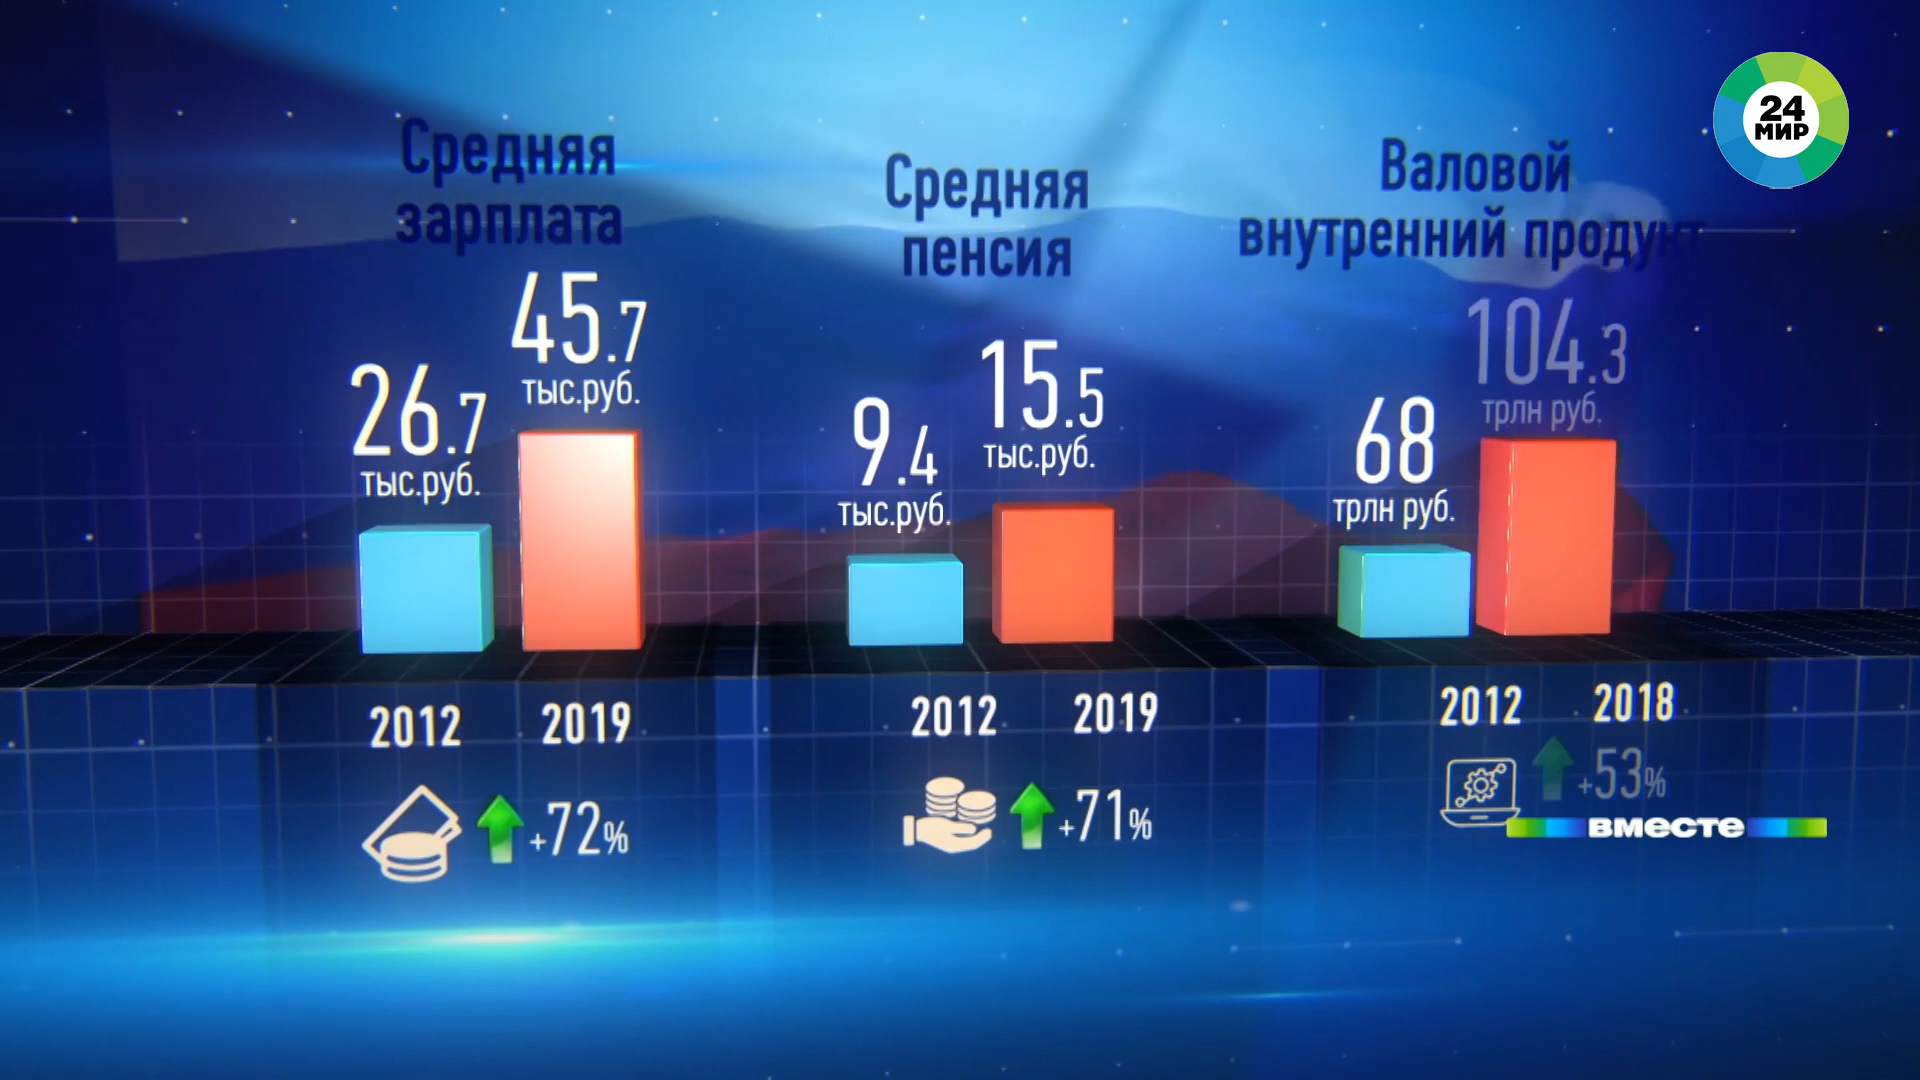 24
МИР
Средняя
зарплата
26.7
тыс.руб.
45.7
тыс.руб.
2012
2019
+72%
Средняя
пенсия
9.4
тыс.руб.
15.5
тыс.руб.
2012
2019
+71%
Валовой
внутренний продукт
68
трлн руб.
104.3
трлн руб.
2012
2018
+53%
вместе